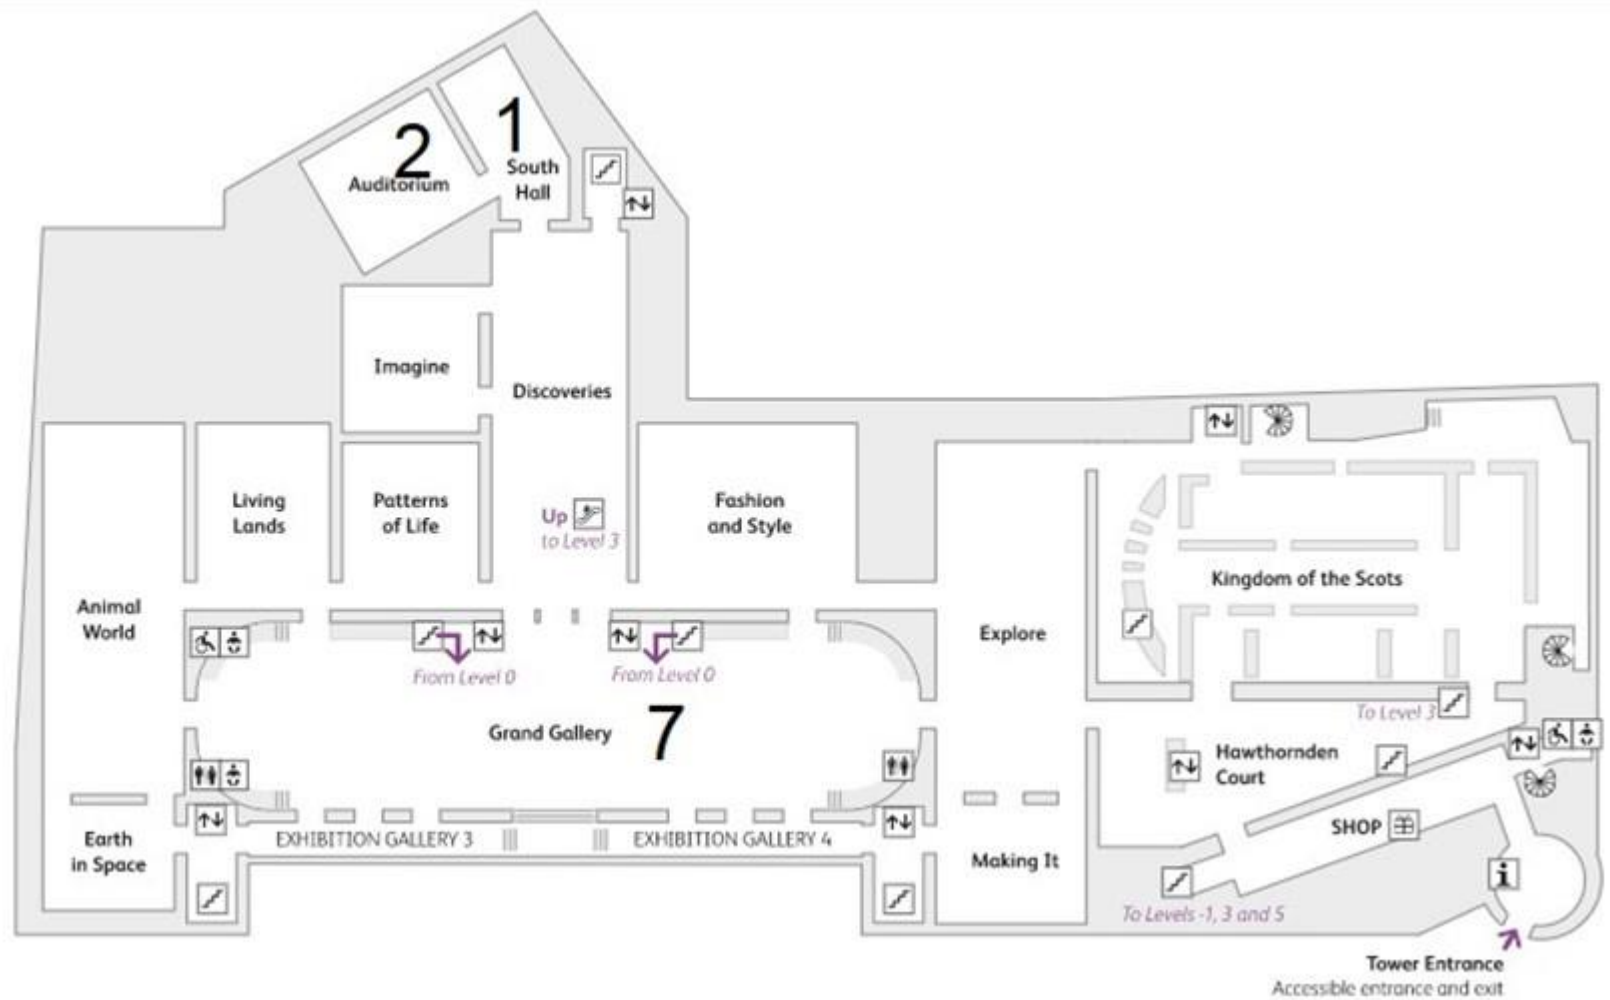 1
2
South
Hall
Auditorium
Imagine
Discoveries
Living
Lands
Patterns
of Life
Up
to Level 3
Fashion
and Style
Animal
World
Kingdom of the Scots
Explore
From Level 0
From Level 0
Grand Gallery
7
To Level 3
Hawthornden
Court
SHOP
EXHIBITION GALLERY 3
EXHIBITION GALLERY 4
Earth
in Space
Making It
i
To Levels -1, 3 and 5
Tower Entrance
Accessible entrance and exit